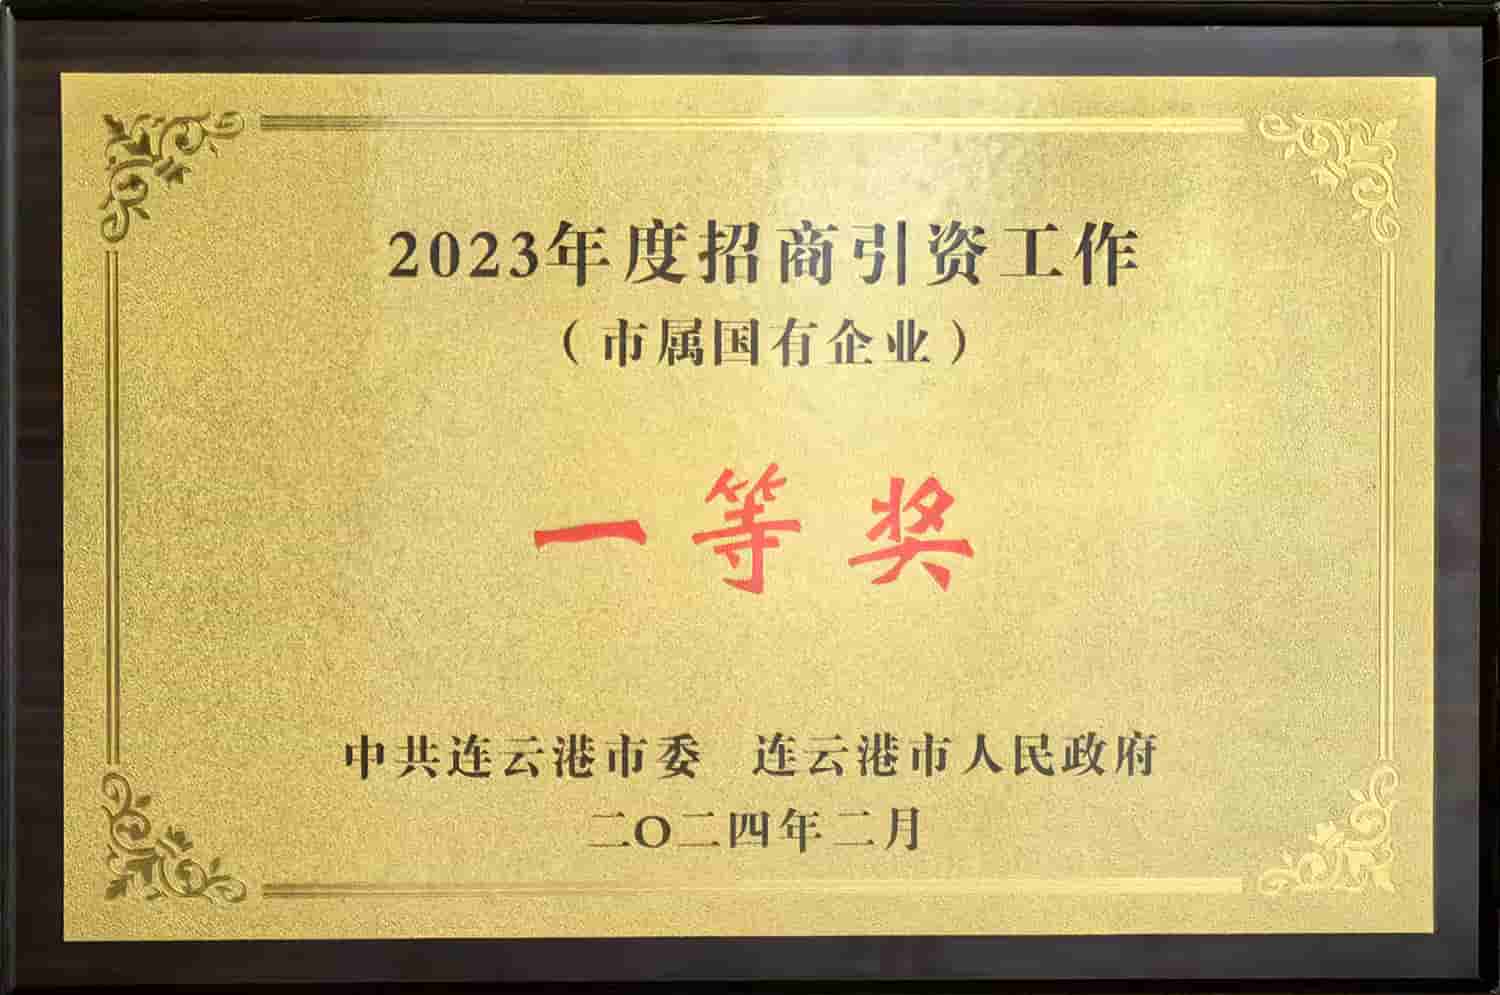 2023年度招商引资工作
（市属国有企业）
一等奖
中共连云港市委 连云港市人民政府
二〇二四年二月